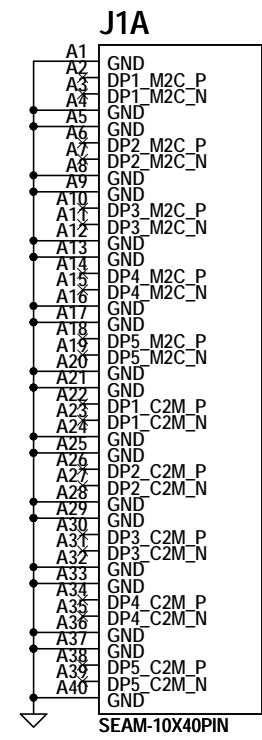 J1A
A1 GND
A2 DP1_M2C_P
A3 DP1_M2C_N
A4 GND
A5 GND
A6 DP2_M2C_P
A7 DP2_M2C_N
A8 GND
A9 GND
A10 DP3_M2C_P
A11 DP3_M2C_N
A12 GND
A13 GND
A14 DP4_M2C_P
A15 DP4_M2C_N
A16 GND
A17 GND
A18 DP5_M2C_P
A19 DP5_M2C_N
A20 GND
A21 GND
A22 DP1_C2M_P
A23 DP1_C2M_N
A24 GND
A25 GND
A26 DP2_C2M_P
A27 DP2_C2M_N
A28 GND
A29 GND
A30 DP3_C2M_P
A31 DP3_C2M_N
A32 GND
A33 GND
A34 DP4_C2M_P
A35 DP4_C2M_N
A36 GND
A37 GND
A38 DP5_C2M_P
A39 DP5_C2M_N
A40 GND
SEAM-10X40PIN